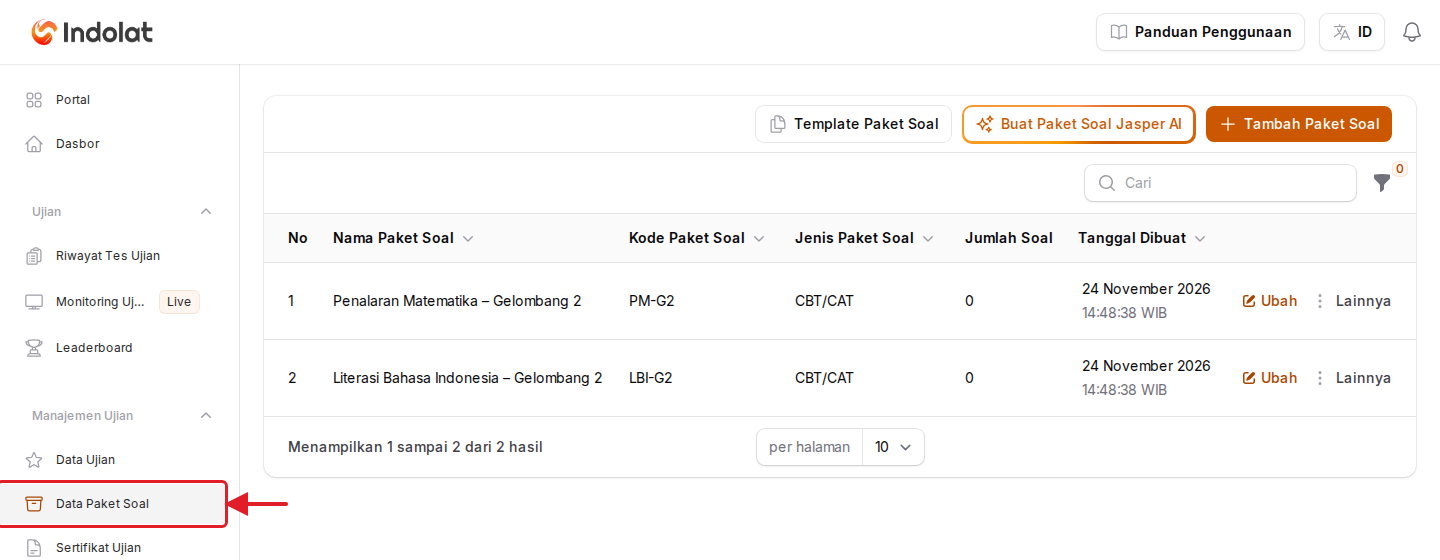 Indolat
Panduan Penggunaan
ID
Portal
Dasbor
Ujian
Riwayat Tes Ujian
Monitoring Uj... Live
Leaderboard
Manajemen Ujian
Data Ujian
Data Paket Soal
Sertifikat Ujian
Template Paket Soal
Buat Paket Soal Jasper AI
Tambah Paket Soal
Cari
0
No Nama Paket Soal Kode Paket Soal Jenis Paket Soal Jumlah Soal Tanggal Dibuat
1 Penalaran Matematika – Gelombang 2 PM-G2 CBT/CAT 0 24 November 2026 Ubah Lainnya
14:48:38 WIB
2 Literasi Bahasa Indonesia – Gelombang 2 LBI-G2 CBT/CAT 0 24 November 2026 Ubah Lainnya
14:48:38 WIB
Menampilkan 1 sampai 2 dari 2 hasil
per halaman 10